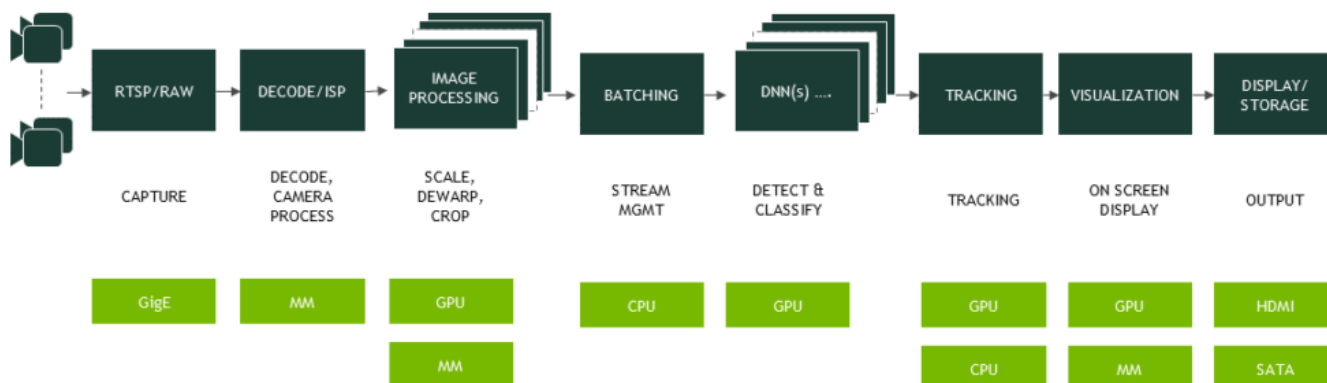 RTSP/RAW
DECODE/ISP
IMAGE
PROCESSING
BATCHING
DNN(s) ....
TRACKING
VISUALIZATION
DISPLAY/
STORAGE
CAPTURE
DECODE,
CAMERA
PROCESS
SCALE,
DEWARP,
CROP
STREAM
MGMT
DETECT &
CLASSIFY
TRACKING
ON SCREEN
DISPLAY
OUTPUT
GigE
MM
GPU
CPU
GPU
GPU
GPU
HDMI
MM
CPU
MM
SATA